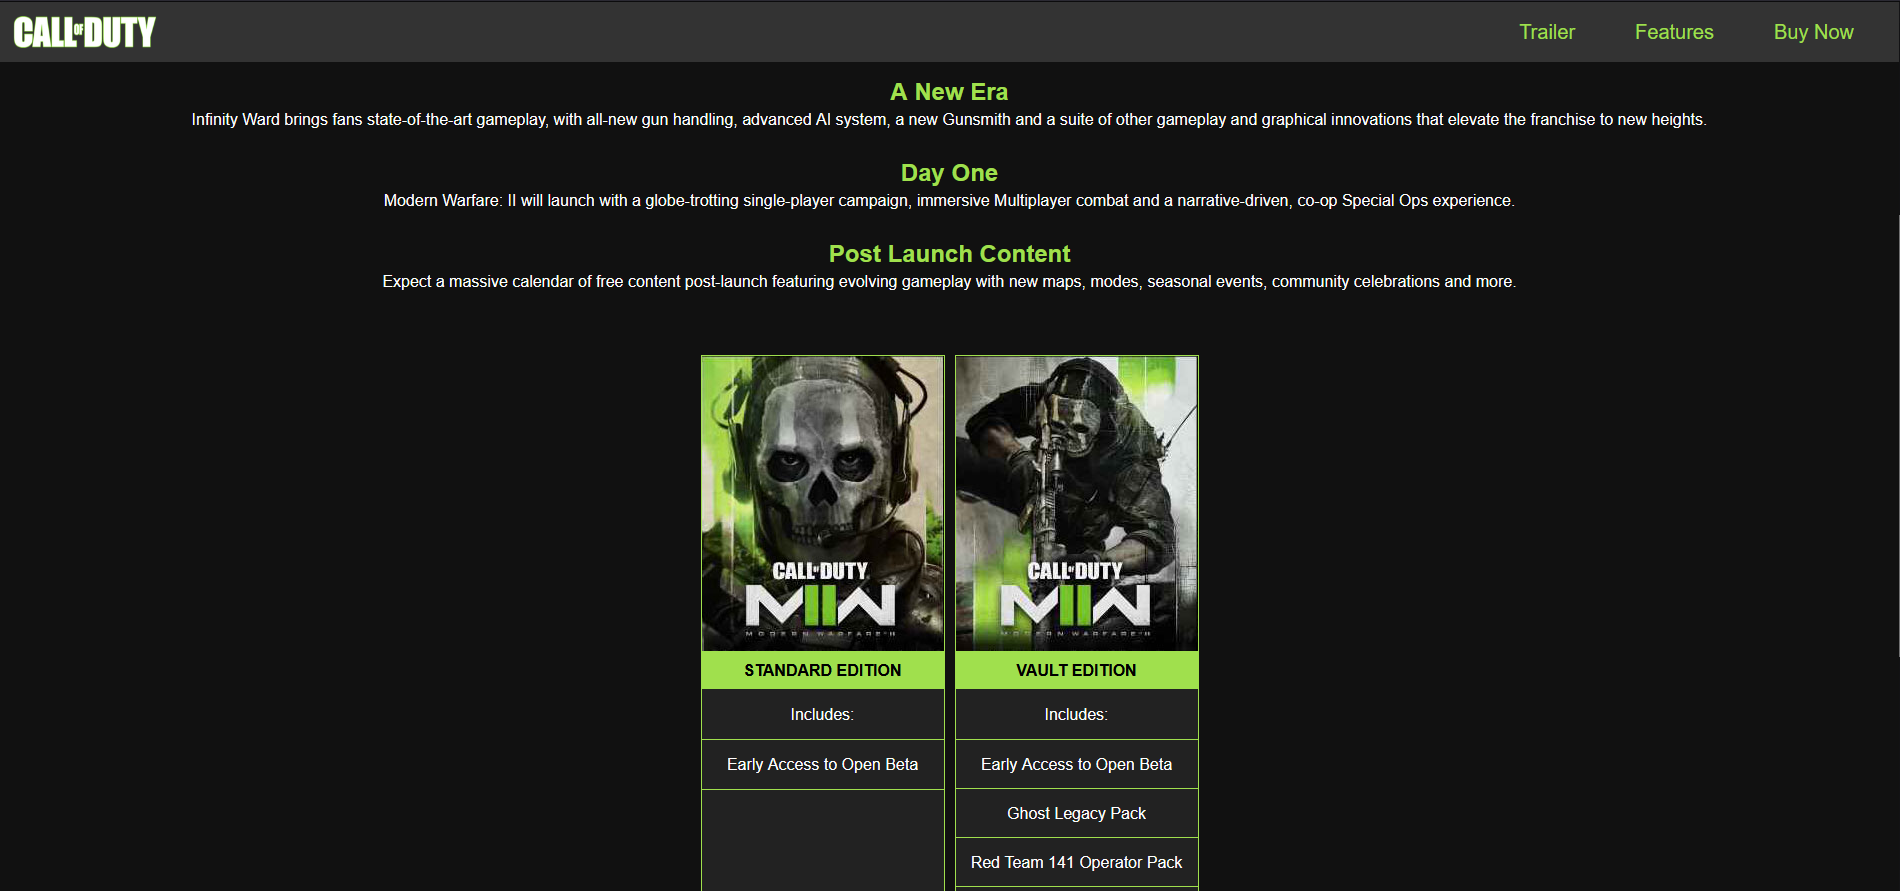 CALL OF DUTY
Trailer
Features
Buy Now
A New Era
Infinity Ward brings fans state-of-the-art gameplay, with all-new gun handling, advanced AI system, a new Gunsmith and a suite of other gameplay and graphical innovations that elevate the franchise to new heights.
Day One
Modern Warfare: II will launch with a globe-trotting single-player campaign, immersive Multiplayer combat and a narrative-driven, co-op Special Ops experience.
Post Launch Content
Expect a massive calendar of free content post-launch featuring evolving gameplay with new maps, modes, seasonal events, community celebrations and more.
CALL OF DUTY
MIIW
MODERN WARFARE II
STANDARD EDITION
Includes:
Early Access to Open Beta
CALL OF DUTY
MIIW
MODERN WARFARE II
VAULT EDITION
Includes:
Early Access to Open Beta
Ghost Legacy Pack
Red Team 141 Operator Pack